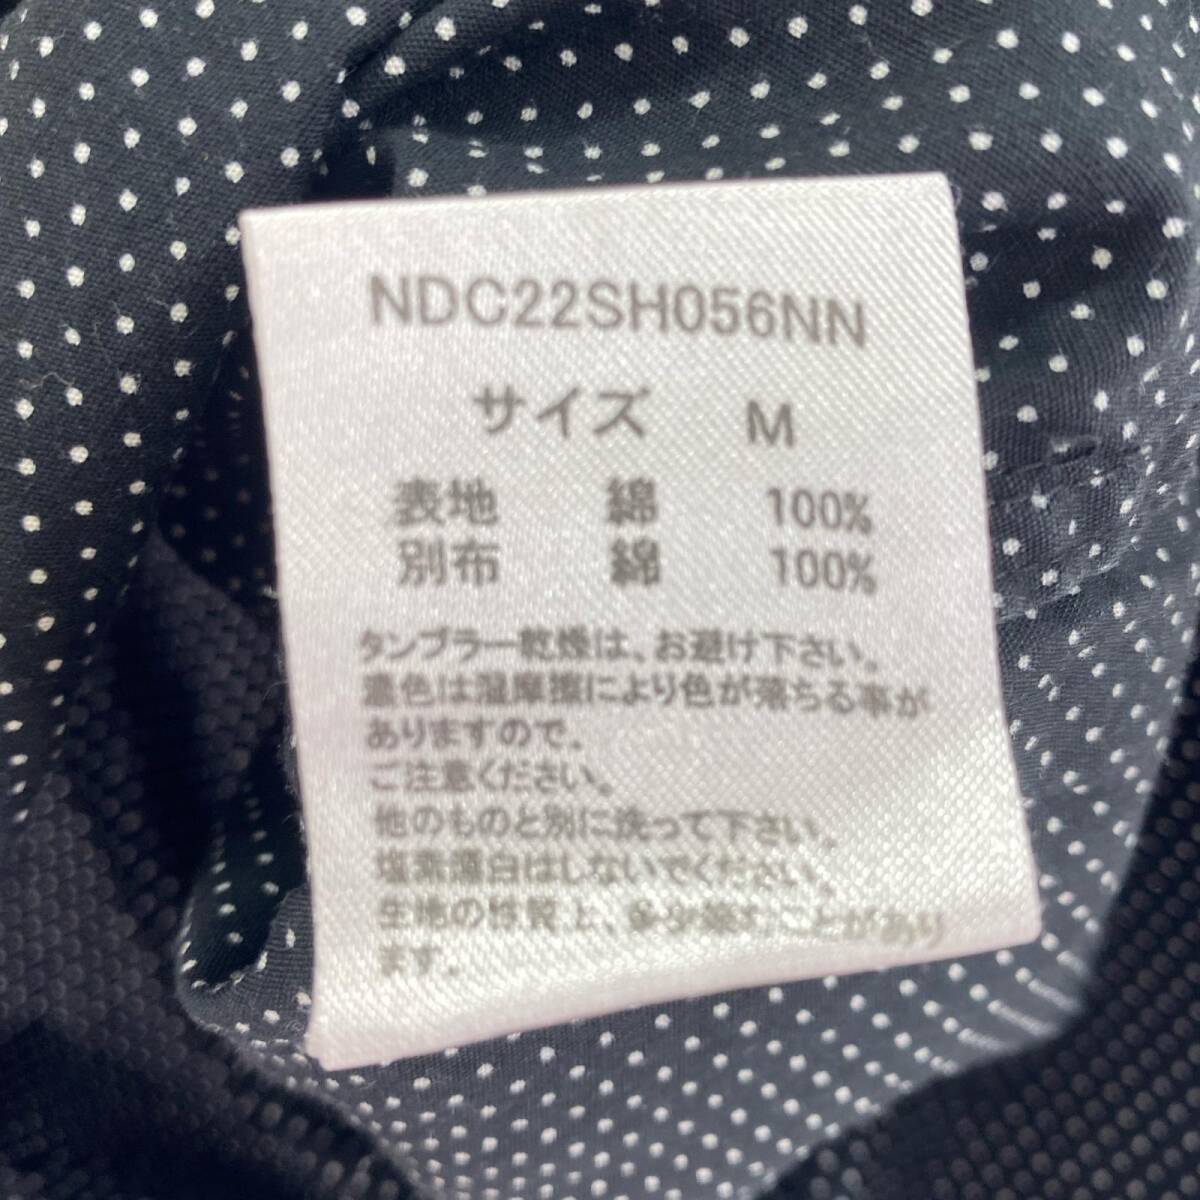 NDC22SH056NN
サイズ M
表地 綿 100%
別布 綿 100%
タンブラー乾燥は、お避け下さい。
濃色は湿摩擦により色が落ちる事が
ありますので。
ご注意ください。
他のものと別に洗って下さい。
塩素漂白はしないでください。
生地の性質上、多少縮むことがあり
ます。